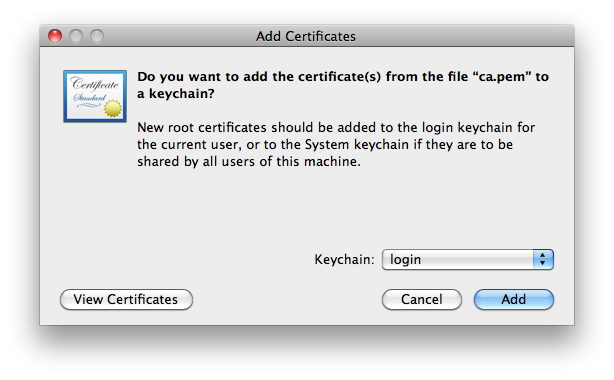 Add Certificates
Certificate
Standard
Do you want to add the certificate(s) from the file “ca.pem” to
a keychain?
New root certificates should be added to the login keychain for
the current user, or to the System keychain if they are to be
shared by all users of this machine.
Keychain: login
View Certificates Cancel Add